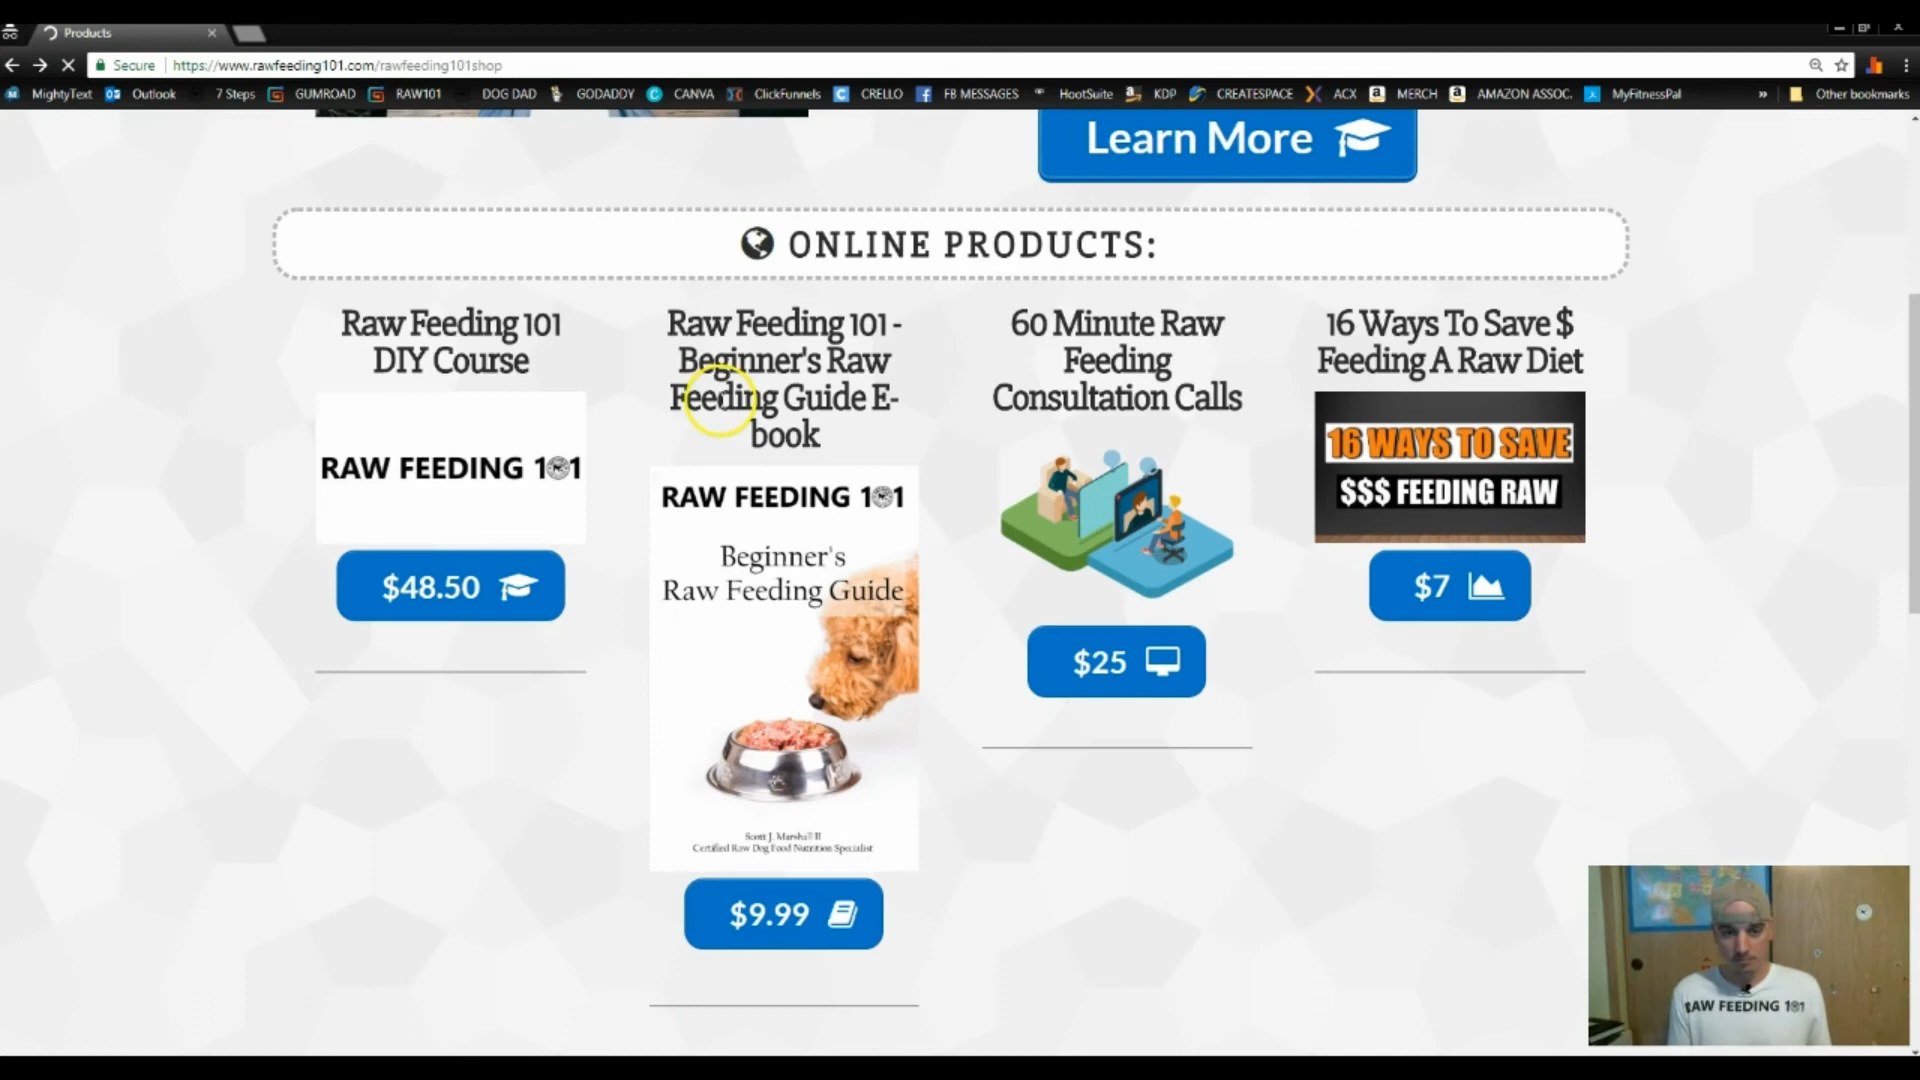 Products
Secure
https://www.rawfeeding101.com/rawfeeding101shop
MightyText
Outlook
7 Steps
GUMROAD
RAW101
DOG DAD
GODADDY
CANVA
ClickFunnels
CRELLO
FB MESSAGES
HootSuite
KDP
CREATESPACE
ACX
MERCH
AMAZON ASSOC.
MyFitnessPal
»
Other bookmarks
Learn More
ONLINE PRODUCTS:
Raw Feeding 101
DIY Course
RAW FEEDING 101
$48.50
Raw Feeding 101 -
Beginner's Raw
Feeding Guide E-
book
RAW FEEDING 101
Beginner's
Raw Feeding Guide
Scott J. Marshall II
Certified Raw Dog Food Nutrition Specialist
$9.99
60 Minute Raw
Feeding
Consultation Calls
$25
16 Ways To Save $
Feeding A Raw Diet
16 WAYS TO SAVE
$$$ FEEDING RAW
$7
RAW FEEDING 101